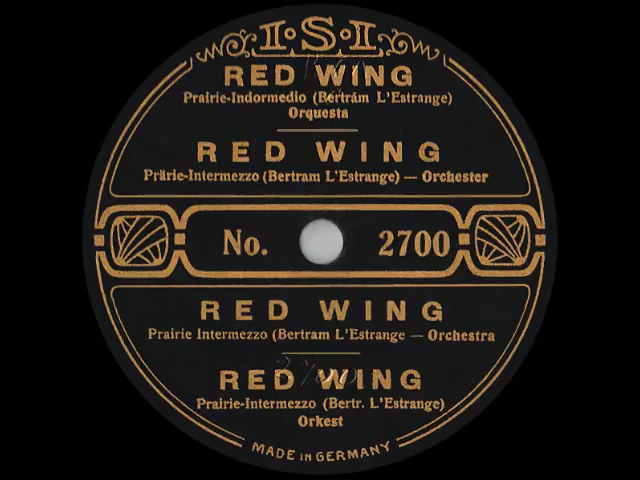 I·S·I
RED WING
Prairie-Indormedio (Bertrám L'Estrange)
Orquesta
RED WING
Prärie-Intermezzo (Bertram L'Estrange) — Orchester
No. 2700
RED WING
Prairie Intermezzo (Bertram L'Estrange — Orchestra
RED WING
Prairie-Intermezzo (Bertr. L'Estrange)
Orkest
MADE IN GERMANY